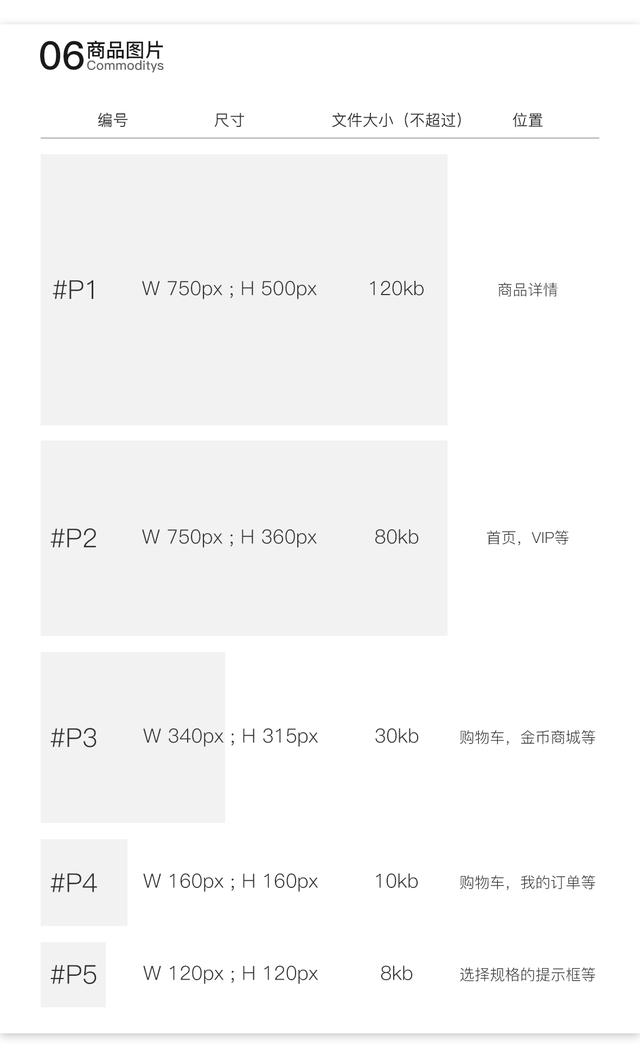 06商品图片
Commoditys
编号 尺寸 文件大小（不超过） 位置
#P1 W 750px ; H 500px 120kb 商品详情
#P2 W 750px ; H 360px 80kb 首页，VIP等
#P3 W 340px ; H 315px 30kb 购物车，金币商城等
#P4 W 160px ; H 160px 10kb 购物车，我的订单等
#P5 W 120px ; H 120px 8kb 选择规格的提示框等